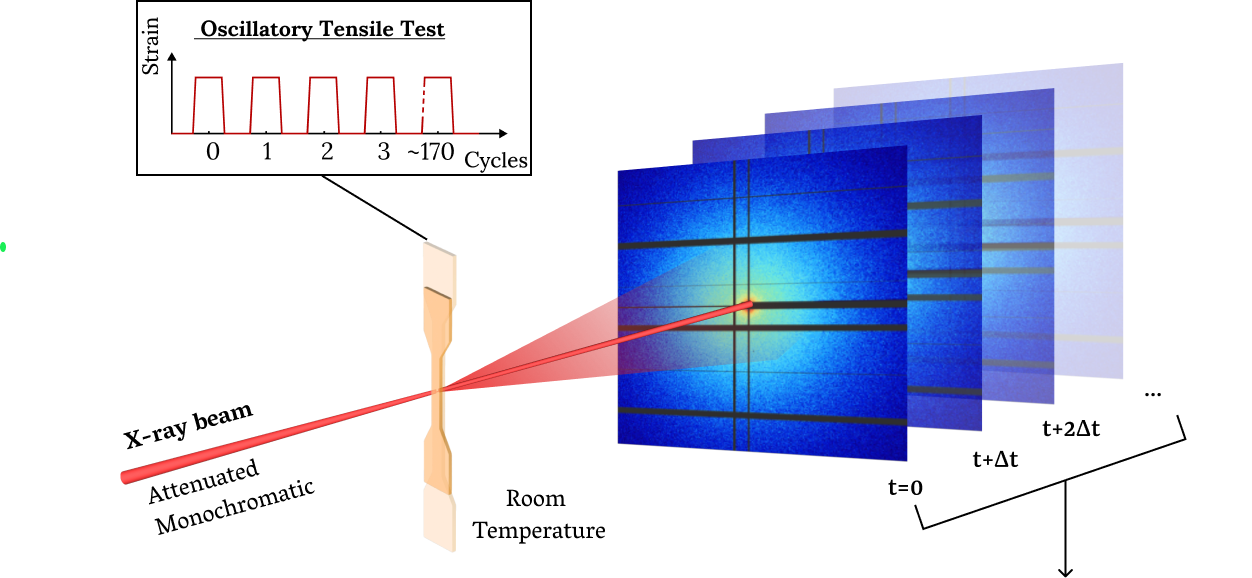 Oscillatory Tensile Test
Strain
0 1 2 3 ~170
Cycles
X-ray beam
Attenuated
Monochromatic
Room
Temperature
t=0
t+Δt
t+2Δt
...